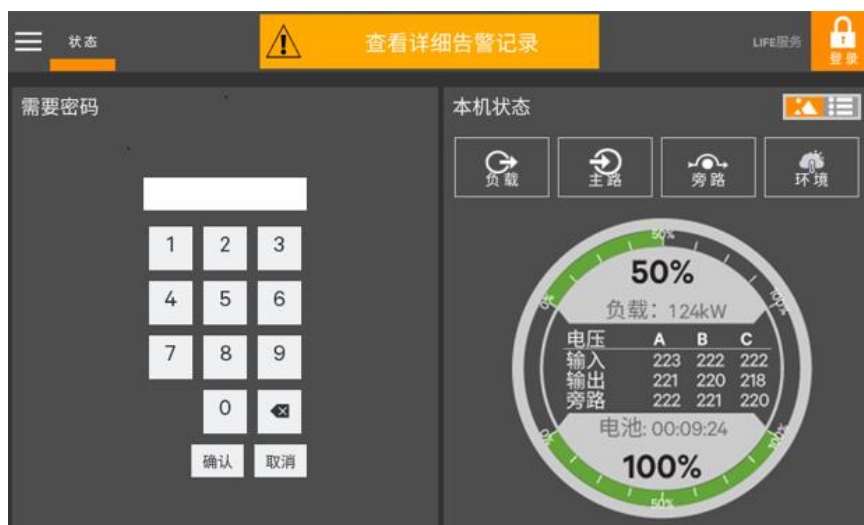 状态
查看详细告警记录
LIFE服务
登录
需要密码
本机状态
负载
主路
旁路
环境
1 2 3
4 5 6
7 8 9
0
确认 取消
50%
0%
100%
50%
负载：124kW
电压 A B C
输入 223 222 222
输出 221 220 218
旁路 222 221 220
电池: 00:09:24
100%
0%
100%
50%